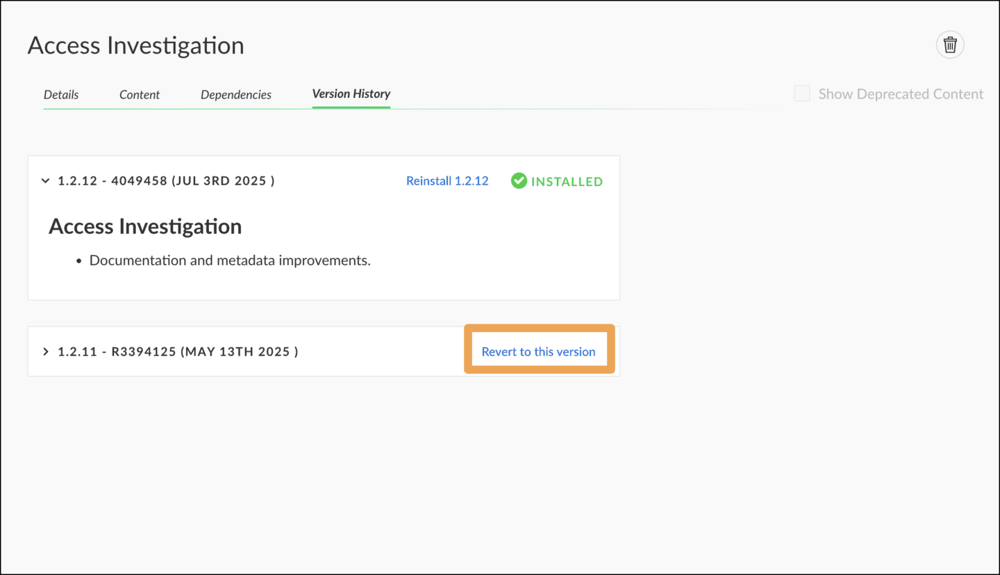 Access Investigation
Details Content Dependencies Version History Show Deprecated Content
1.2.12 - 4049458 (JUL 3RD 2025 ) Reinstall 1.2.12 INSTALLED
Access Investigation
• Documentation and metadata improvements.
1.2.11 - R3394125 (MAY 13TH 2025 ) Revert to this version